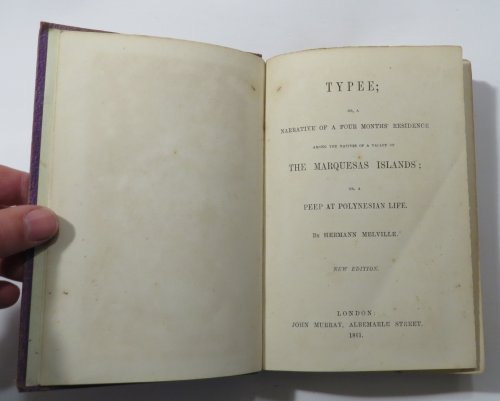 TYPEE;
OR, A
NARRATIVE OF A FOUR MONTHS' RESIDENCE
AMONG THE NATIVES OF A VALLEY OF
THE MARQUESAS ISLANDS;
OR, A
PEEP AT POLYNESIAN LIFE.
BY HERMANN MELVILLE.
NEW EDITION.
LONDON:
JOHN MURRAY, ALBEMARLE STREET.
1861.